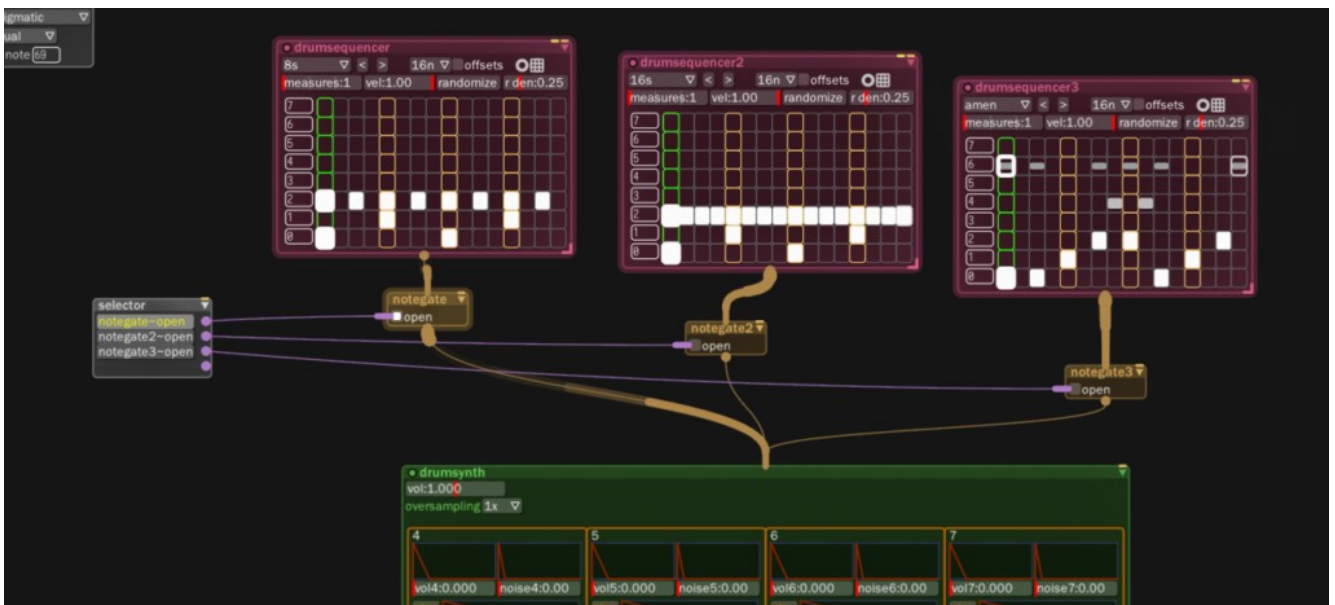 igmatic
ual
note 69
drumsequencer
8s < > 16n offsets
measures:1 vel:1.00 randomize r den:0.25
7
6
5
4
3
2
1
0
drumsequencer2
16s < > 16n offsets
measures:1 vel:1.00 randomize r den:0.25
7
6
5
4
3
2
1
0
drumsequencer3
amen < > 16n offsets
measures:1 vel:1.00 randomize r den:0.25
7
6
5
4
3
2
1
0
selector
notegate~open
notegate2~open
notegate3~open
notegate
open
notegate2
open
notegate3
open
drumsynth
vol:1.000
oversampling 1x
4 5 6 7
vol4:0.000 noise4:0.00 vol5:0.000 noise5:0.00 vol6:0.000 noise6:0.00 vol7:0.000 noise7:0.00